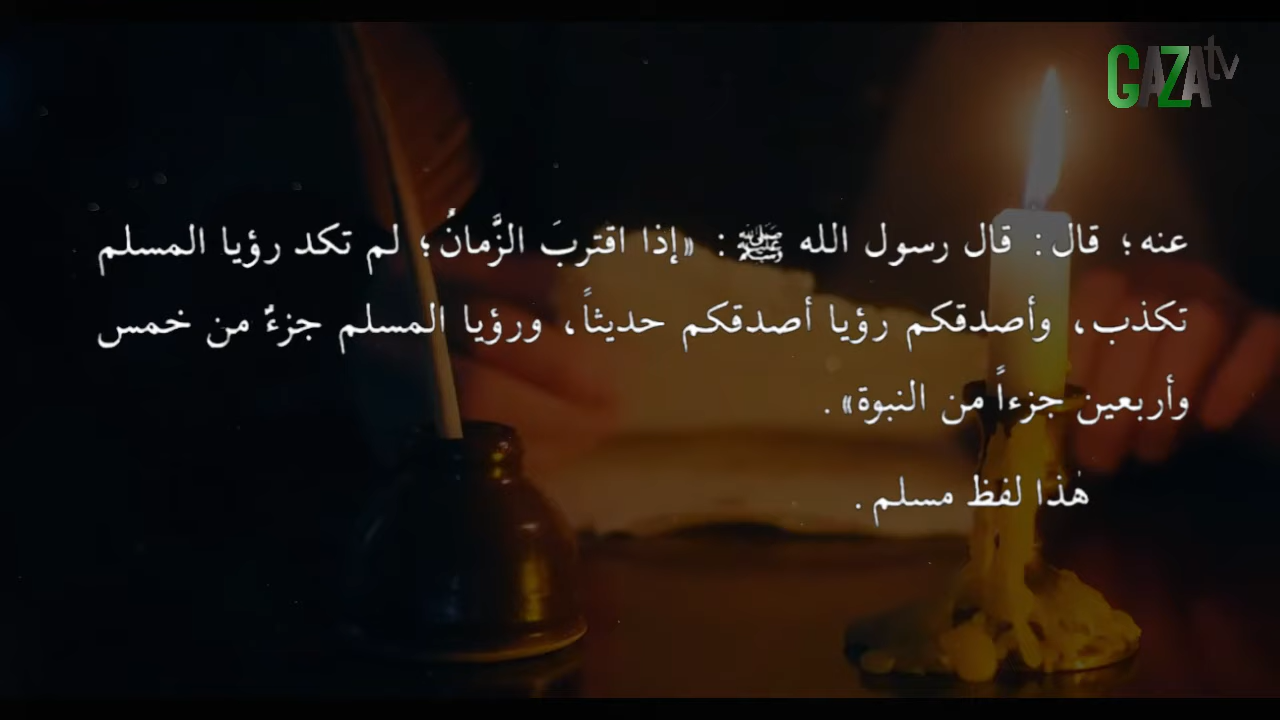 GAZA tv
عنه؛ قال: قال رسول الله ﷺ: «إذا اقتربَ الزَّمانُ؛ لم تكد رؤيا المسلم
تكذب، وأصدقكم رؤيا أصدقكم حديثاً، ورؤيا المسلم جزءٌ من خمس
وأربعين جزءاً من النبوة».
هٰذا لفظ مسلم.